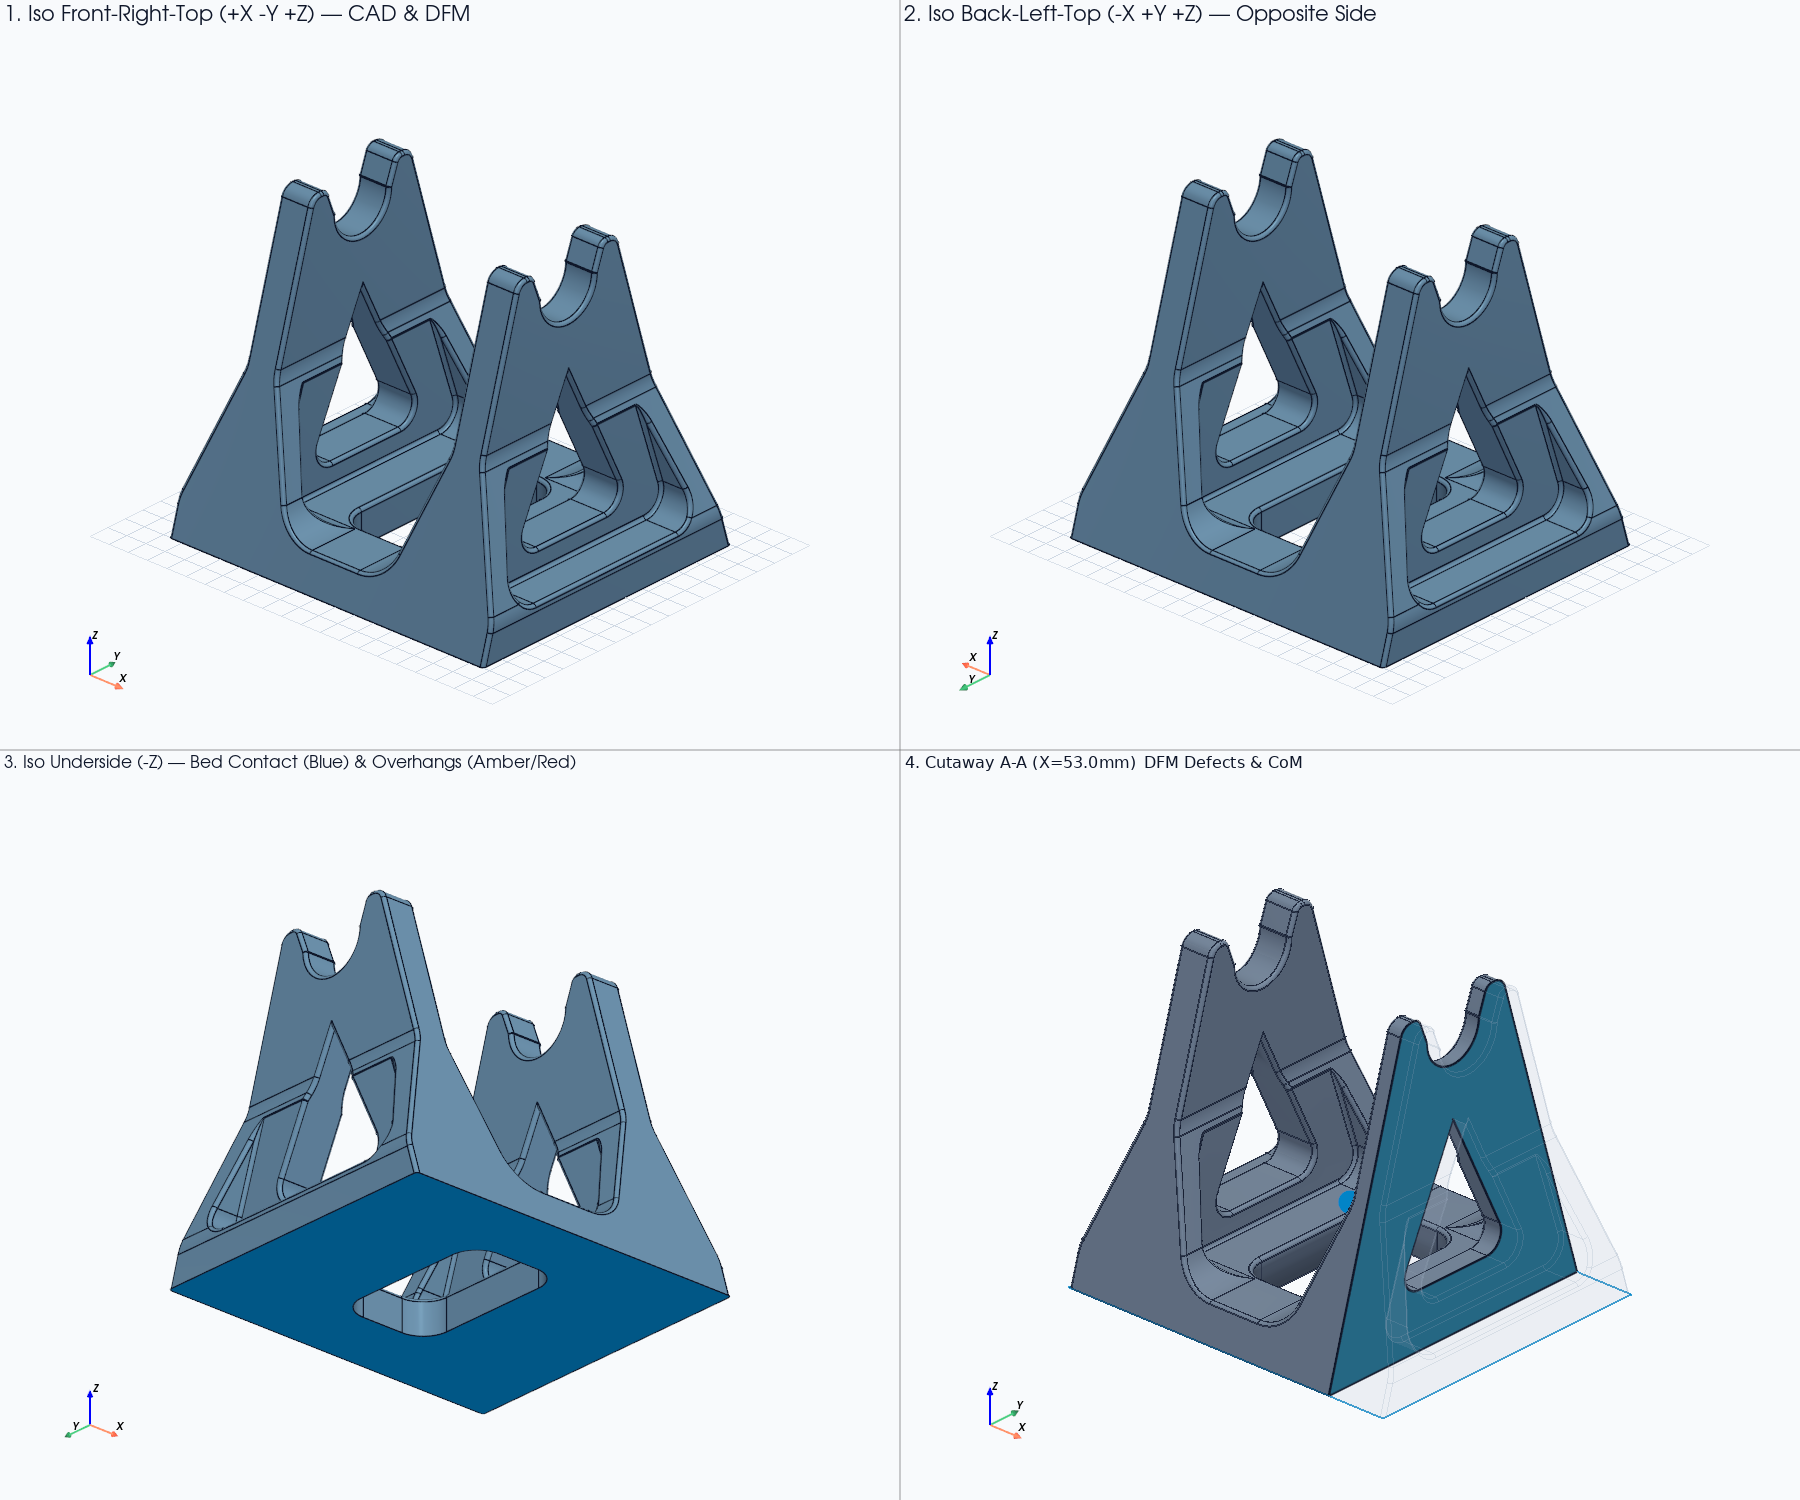 1. Iso Front-Right-Top (+X -Y +Z) — CAD & DFM
2. Iso Back-Left-Top (-X +Y +Z) — Opposite Side
Z
Y
X
Z
X
Y
3. Iso Underside (-Z) — Bed Contact (Blue) & Overhangs (Amber/Red)
4. Cutaway A-A (X=53.0mm) DFM Defects & CoM
Z
Y
X
Z
Y
X